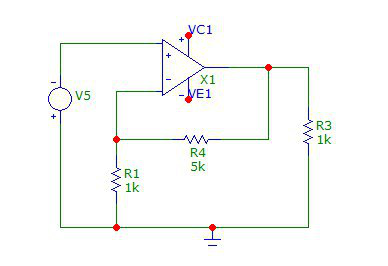 VC1
+
+
-
-
X1
V5
-
+
VE1
R4
5k
R3
1k
R1
1k